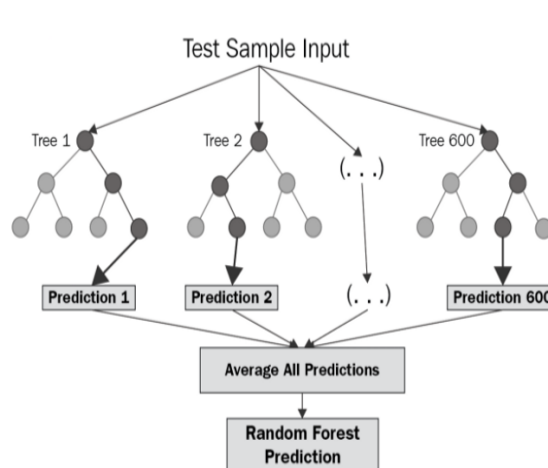 Test Sample Input
Tree 1
Tree 2
Tree 600
(...)
Prediction 1
Prediction 2
(...)
Prediction 600
Average All Predictions
Random Forest
Prediction